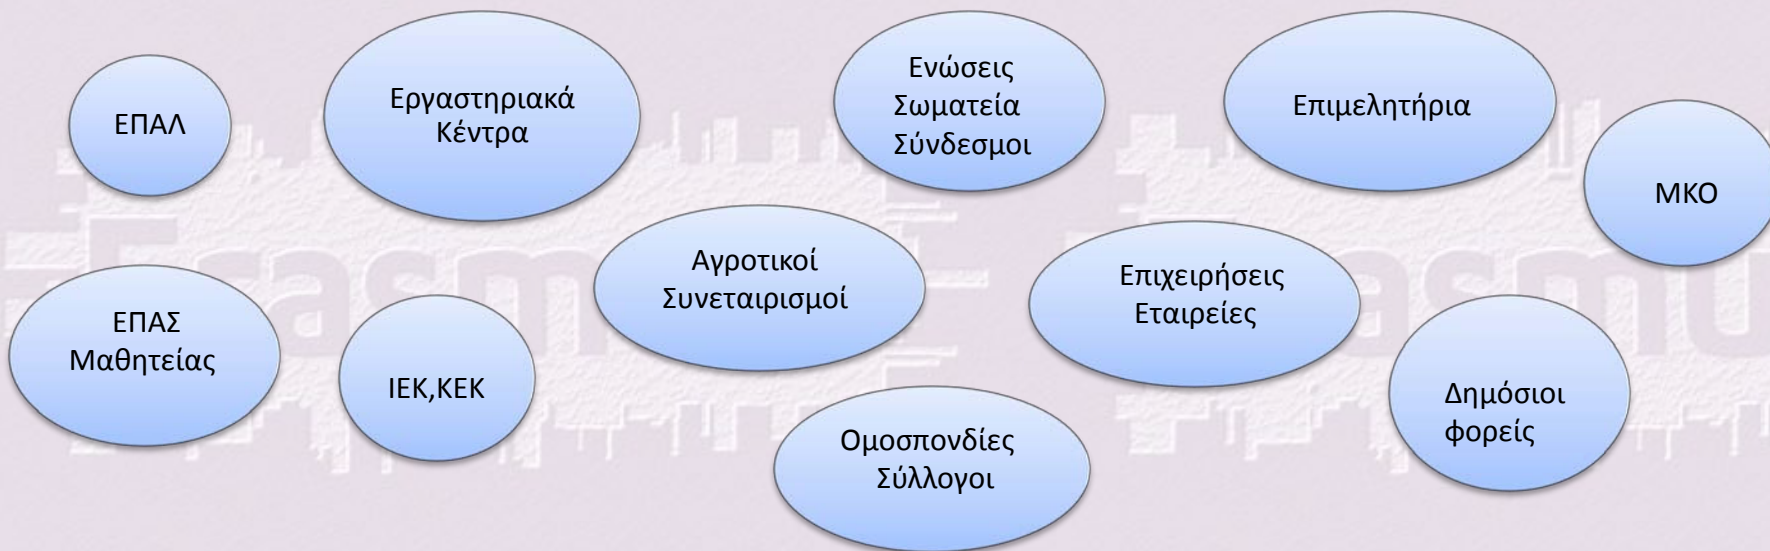 ΕΠΑΛ
Εργαστηριακά
Κέντρα
Ενώσεις
Σωματεία
Σύνδεσμοι
Επιμελητήρια
ΜΚΟ
Αγροτικοί
Συνεταιρισμοί
Επιχειρήσεις
Εταιρείες
ΕΠΑΣ
Μαθητείας
ΙΕΚ,ΚΕΚ
Ομοσπονδίες
Σύλλογοι
Δημόσιοι
φορείς